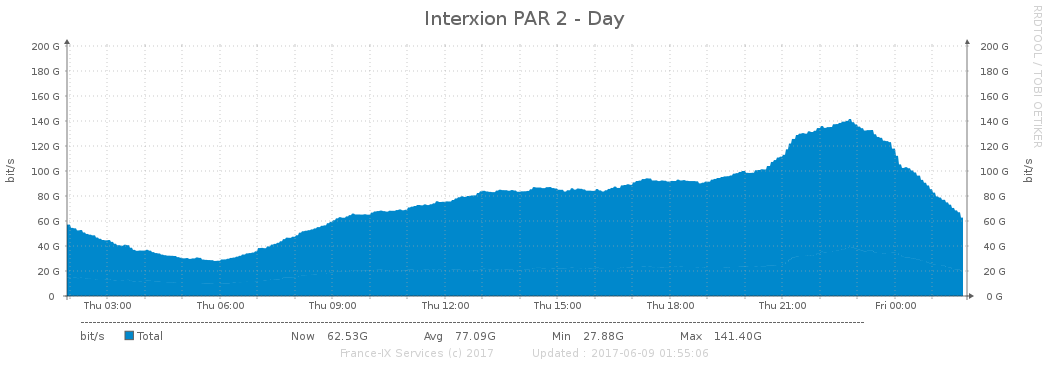 Interxion PAR 2 - Day
RRDTOOL / TOBI OETIKER
bit/s
bit/s
200 G 200 G
180 G 180 G
160 G 160 G
140 G 140 G
120 G 120 G
100 G 100 G
80 G 80 G
60 G 60 G
40 G 40 G
20 G 20 G
0 0 G
Thu 03:00 Thu 06:00 Thu 09:00 Thu 12:00 Thu 15:00 Thu 18:00 Thu 21:00 Fri 00:00
bit/s Total Now 62.53G Avg 77.09G Min 27.88G Max 141.40G
France-IX Services (c) 2017 Updated : 2017-06-09 01:55:06